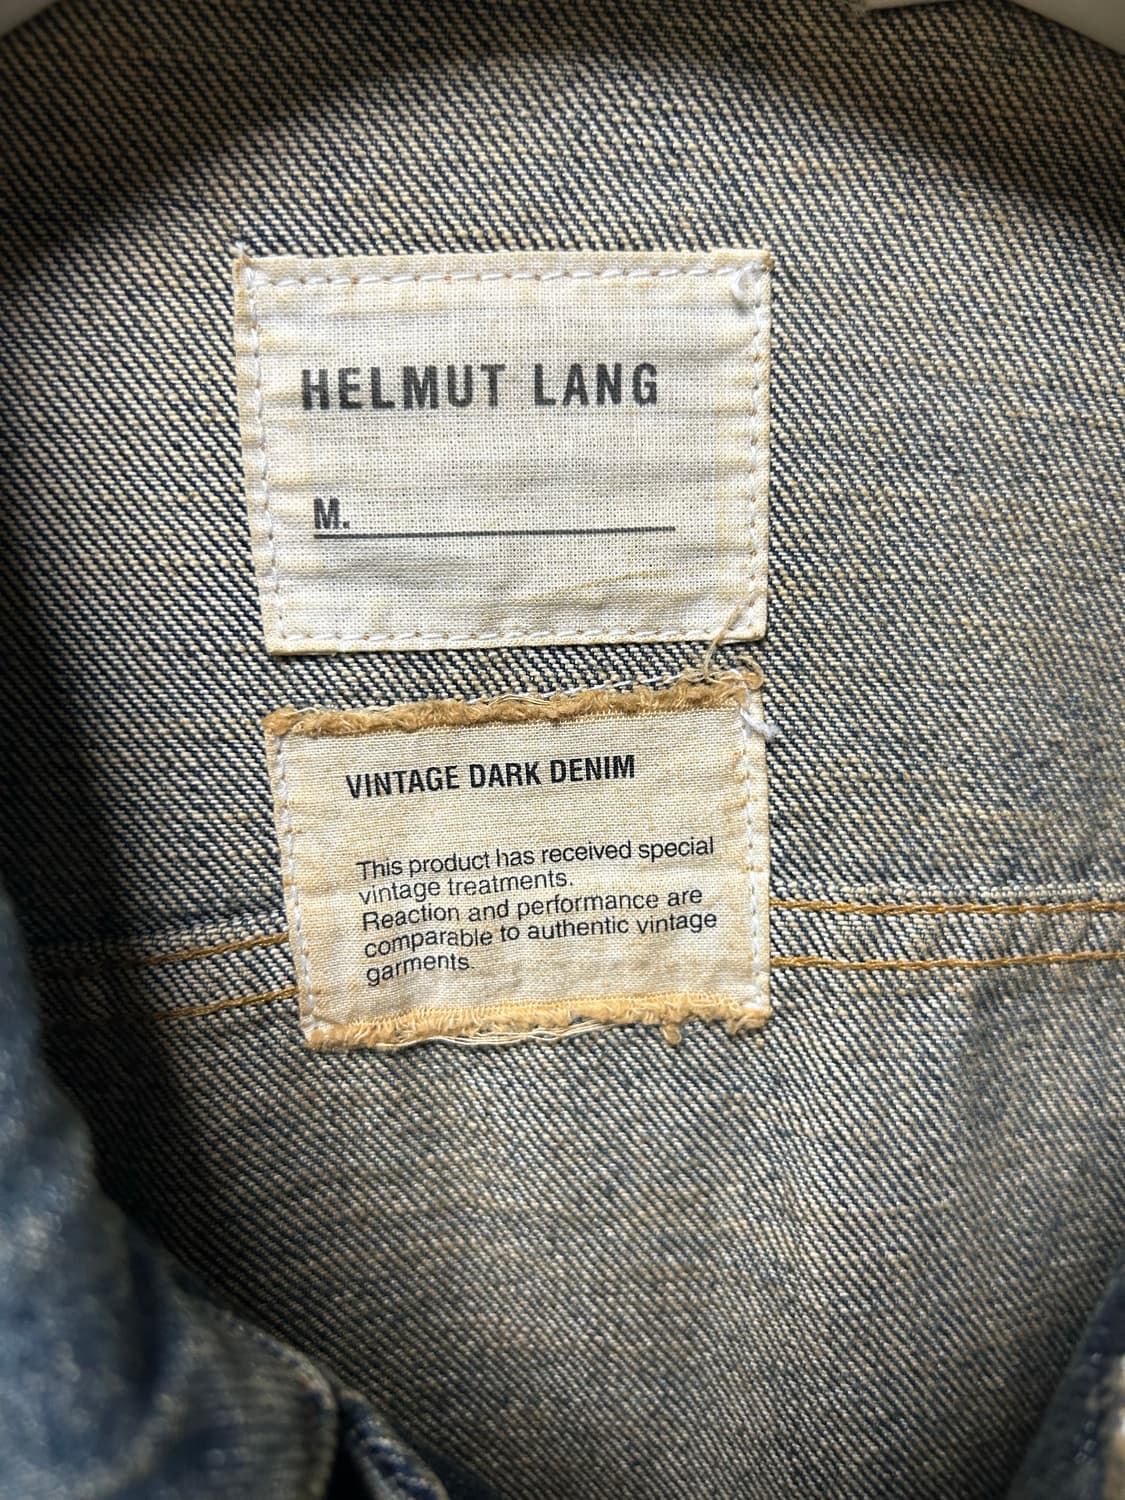 HELMUT LANG
M.
VINTAGE DARK DENIM
This product has received special
vintage treatments.
Reaction and performance are
comparable to authentic vintage
garments.